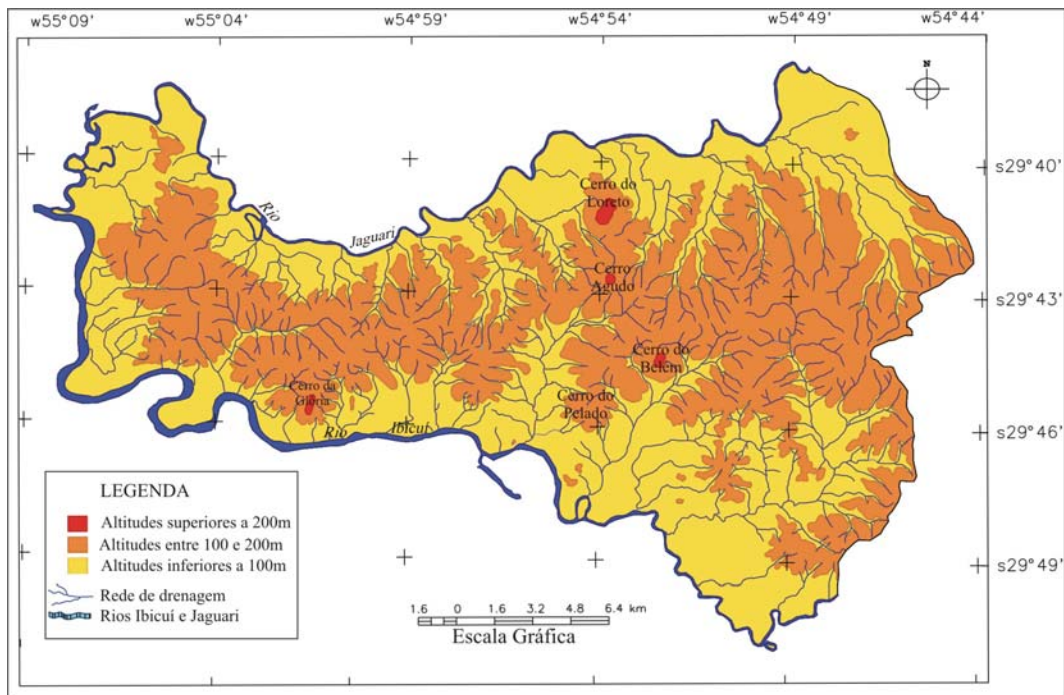 w55°09' w55°04' w54°59' w54°54' w54°49' w54°44'
N
s29°40'
Cerro do
Loreto
Rio
Jaguari
Cerro
Agudo
s29°43'
Cerro do
Belém
Cerro da
Glória
Cerro do
Pelado
Rio Ibicuí
s29°46'
LEGENDA
Altitudes superiores a 200m
Altitudes entre 100 e 200m
Altitudes inferiores a 100m
Rede de drenagem
Rios Ibicuí e Jaguari
s29°49'
1.6 0 1.6 3.2 4.8 6.4 km
Escala Gráfica